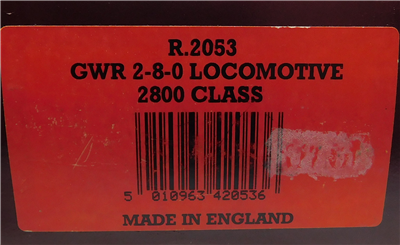 R.2053
GWR 2-8-0 LOCOMOTIVE
2800 CLASS
5 010963 420536
MADE IN ENGLAND